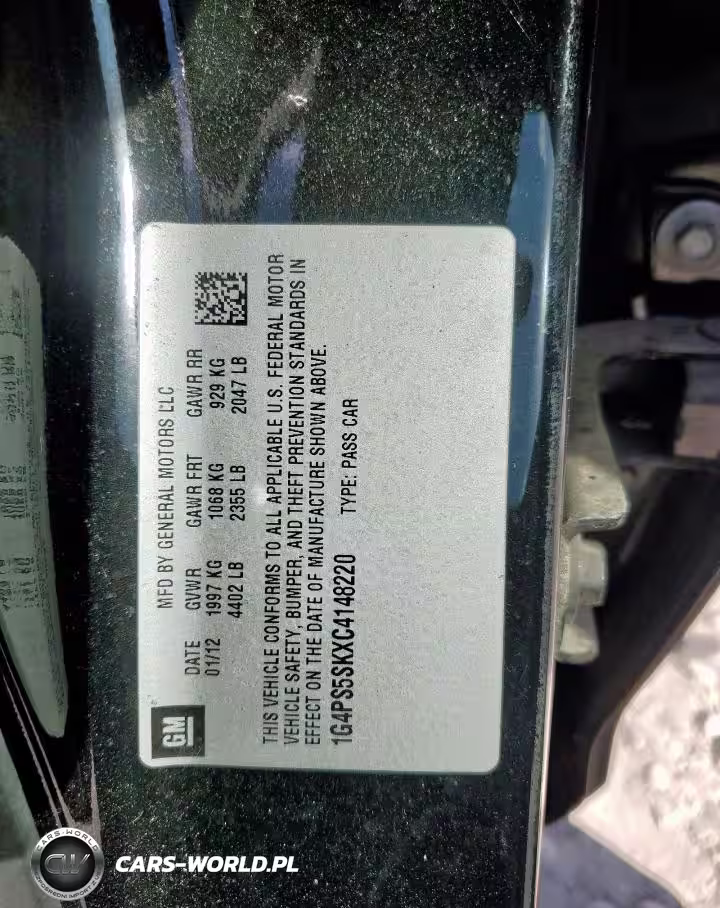 MFD BY GENERAL MOTORS LLC
DATE GVWR GAWR FRT GAWR RR
01/12 1997 KG 1068 KG 929 KG
4402 LB 2355 LB 2047 LB
THIS VEHICLE CONFORMS TO ALL APPLICABLE U.S. FEDERAL MOTOR
VEHICLE SAFETY, BUMPER, AND THEFT PREVENTION STANDARDS IN
EFFECT ON THE DATE OF MANUFACTURE SHOWN ABOVE.
1G4PS5SKXC4148220 TYPE: PASS CAR
GM
CARS-WORLD
CW
CARS-WORLD.PL